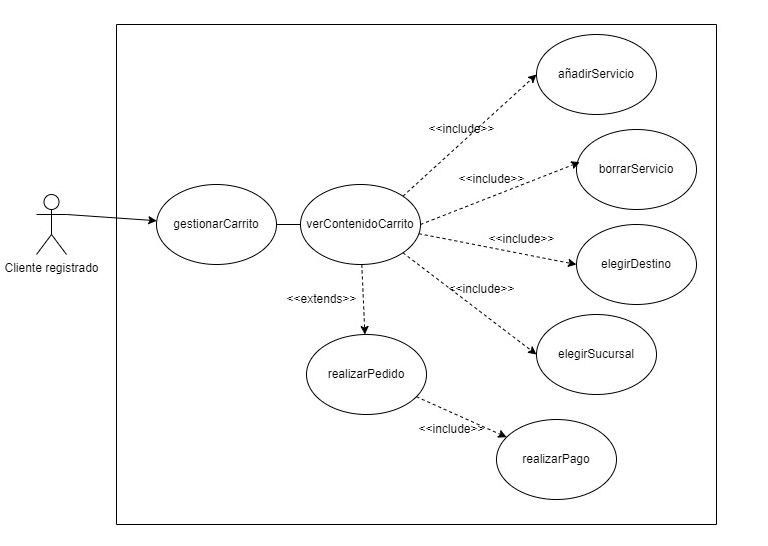 añadirServicio
<<include>>
borrarServicio
<<include>>
gestionarCarrito
verContenidoCarrito
<<include>>
elegirDestino
Cliente registrado
<<include>>
<<extends>>
elegirSucursal
realizarPedido
<<include>>
realizarPago